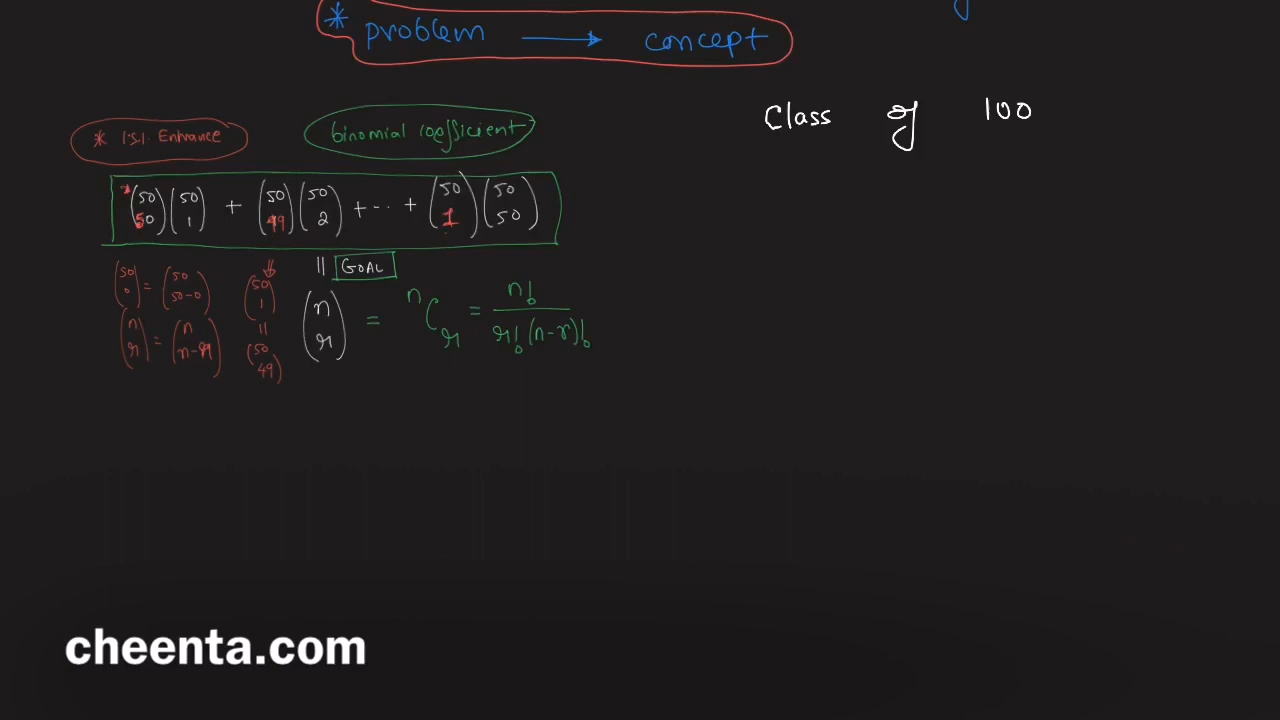 * problem → concept
Class of 100
* I.S.I. Entrance
binomial coefficient
(50 50)(50 1) + (50 49)(50 2) + ... + (50 1)(50 50)
|| GOAL
(50 0) = (50 50-0)
(50 1) || (50 49)
(n r) = (n n-r)
(n r) = nCr = n! / r!(n-r)!
cheenta.com